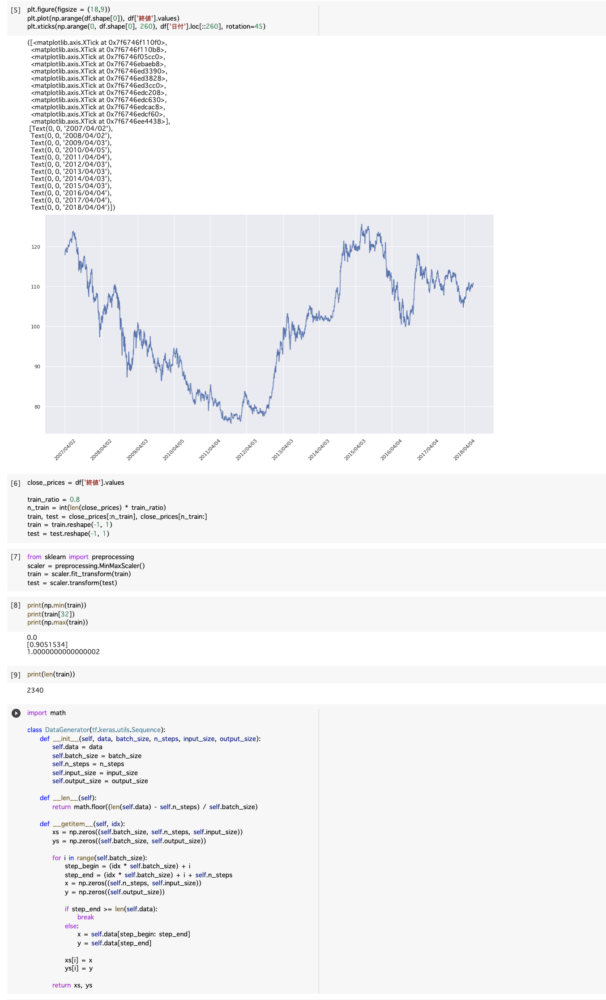 [5] plt.figure(figsize = (18,9))
plt.plot(np.arange(df.shape[0]), df['終値'].values)
plt.xticks(np.arange(0, df.shape[0], 260), df['日付'].loc[::260], rotation=45)
([<matplotlib.axis.XTick at 0x7f6746f110f0>,
<matplotlib.axis.XTick at 0x7f6746f110b8>,
<matplotlib.axis.XTick at 0x7f6746f05cc0>,
<matplotlib.axis.XTick at 0x7f6746ebaeb8>,
<matplotlib.axis.XTick at 0x7f6746ed3390>,
<matplotlib.axis.XTick at 0x7f6746ed3828>,
<matplotlib.axis.XTick at 0x7f6746ed3cc0>,
<matplotlib.axis.XTick at 0x7f6746edc208>,
<matplotlib.axis.XTick at 0x7f6746edc630>,
<matplotlib.axis.XTick at 0x7f6746edcac8>,
<matplotlib.axis.XTick at 0x7f6746edcf60>,
<matplotlib.axis.XTick at 0x7f6746ee4438>],
[Text(0, 0, '2007/04/02'),
Text(0, 0, '2008/04/02'),
Text(0, 0, '2009/04/03'),
Text(0, 0, '2010/04/05'),
Text(0, 0, '2011/04/04'),
Text(0, 0, '2012/04/03'),
Text(0, 0, '2013/04/03'),
Text(0, 0, '2014/04/03'),
Text(0, 0, '2015/04/03'),
Text(0, 0, '2016/04/04'),
Text(0, 0, '2017/04/04'),
Text(0, 0, '2018/04/04')])
120
110
100
90
80
2007/04/02 2008/04/02 2009/04/03 2010/04/05 2011/04/04 2012/04/03 2013/04/03 2014/04/03 2015/04/03 2016/04/04 2017/04/04 2018/04/04
[6] close_prices = df['終値'].values
train_ratio = 0.8
n_train = int(len(close_prices) * train_ratio)
train, test = close_prices[:n_train], close_prices[n_train:]
train = train.reshape(-1, 1)
test = test.reshape(-1, 1)
[7] from sklearn import preprocessing
scaler = preprocessing.MinMaxScaler()
train = scaler.fit_transform(train)
test = scaler.transform(test)
[8] print(np.min(train))
print(train[32])
print(np.max(train))
0.0
[0.9051534]
1.0000000000000002
[9] print(len(train))
2340
import math
class DataGenerator(tf.keras.utils.Sequence):
def __init__(self, data, batch_size, n_steps, input_size, output_size):
self.data = data
self.batch_size = batch_size
self.n_steps = n_steps
self.input_size = input_size
self.output_size = output_size
def __len__(self):
return math.floor((len(self.data) - self.n_steps) / self.batch_size)
def __getitem__(self, idx):
xs = np.zeros((self.batch_size, self.n_steps, self.input_size))
ys = np.zeros((self.batch_size, self.output_size))
for i in range(self.batch_size):
step_begin = (idx * self.batch_size) + i
step_end = (idx * self.batch_size) + i + self.n_steps
x = np.zeros((self.n_steps, self.input_size))
y = np.zeros((self.output_size))
if step_end >= len(self.data):
break
else:
x = self.data[step_begin: step_end]
y = self.data[step_end]
xs[i] = x
ys[i] = y
return xs, ys